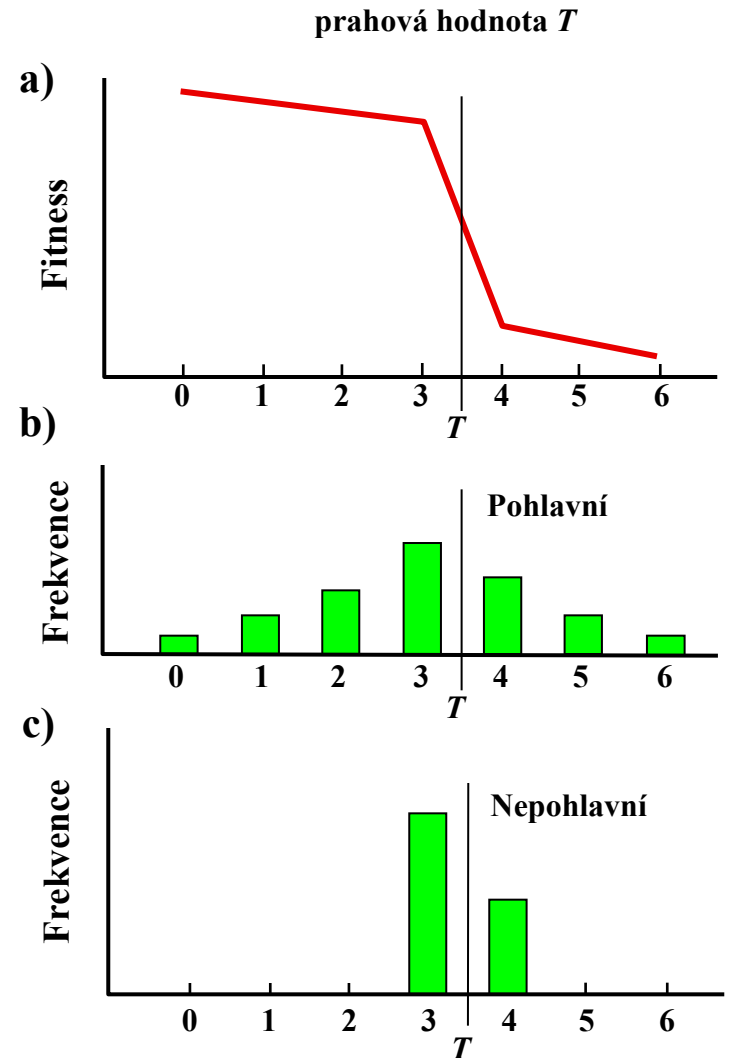 prahová hodnota T
a)
Fitness
0 1 2 3 4 5 6
T
b)
Frekvence
Pohlavní
0 1 2 3 4 5 6
T
c)
Frekvence
Nepohlavní
0 1 2 3 4 5 6
T